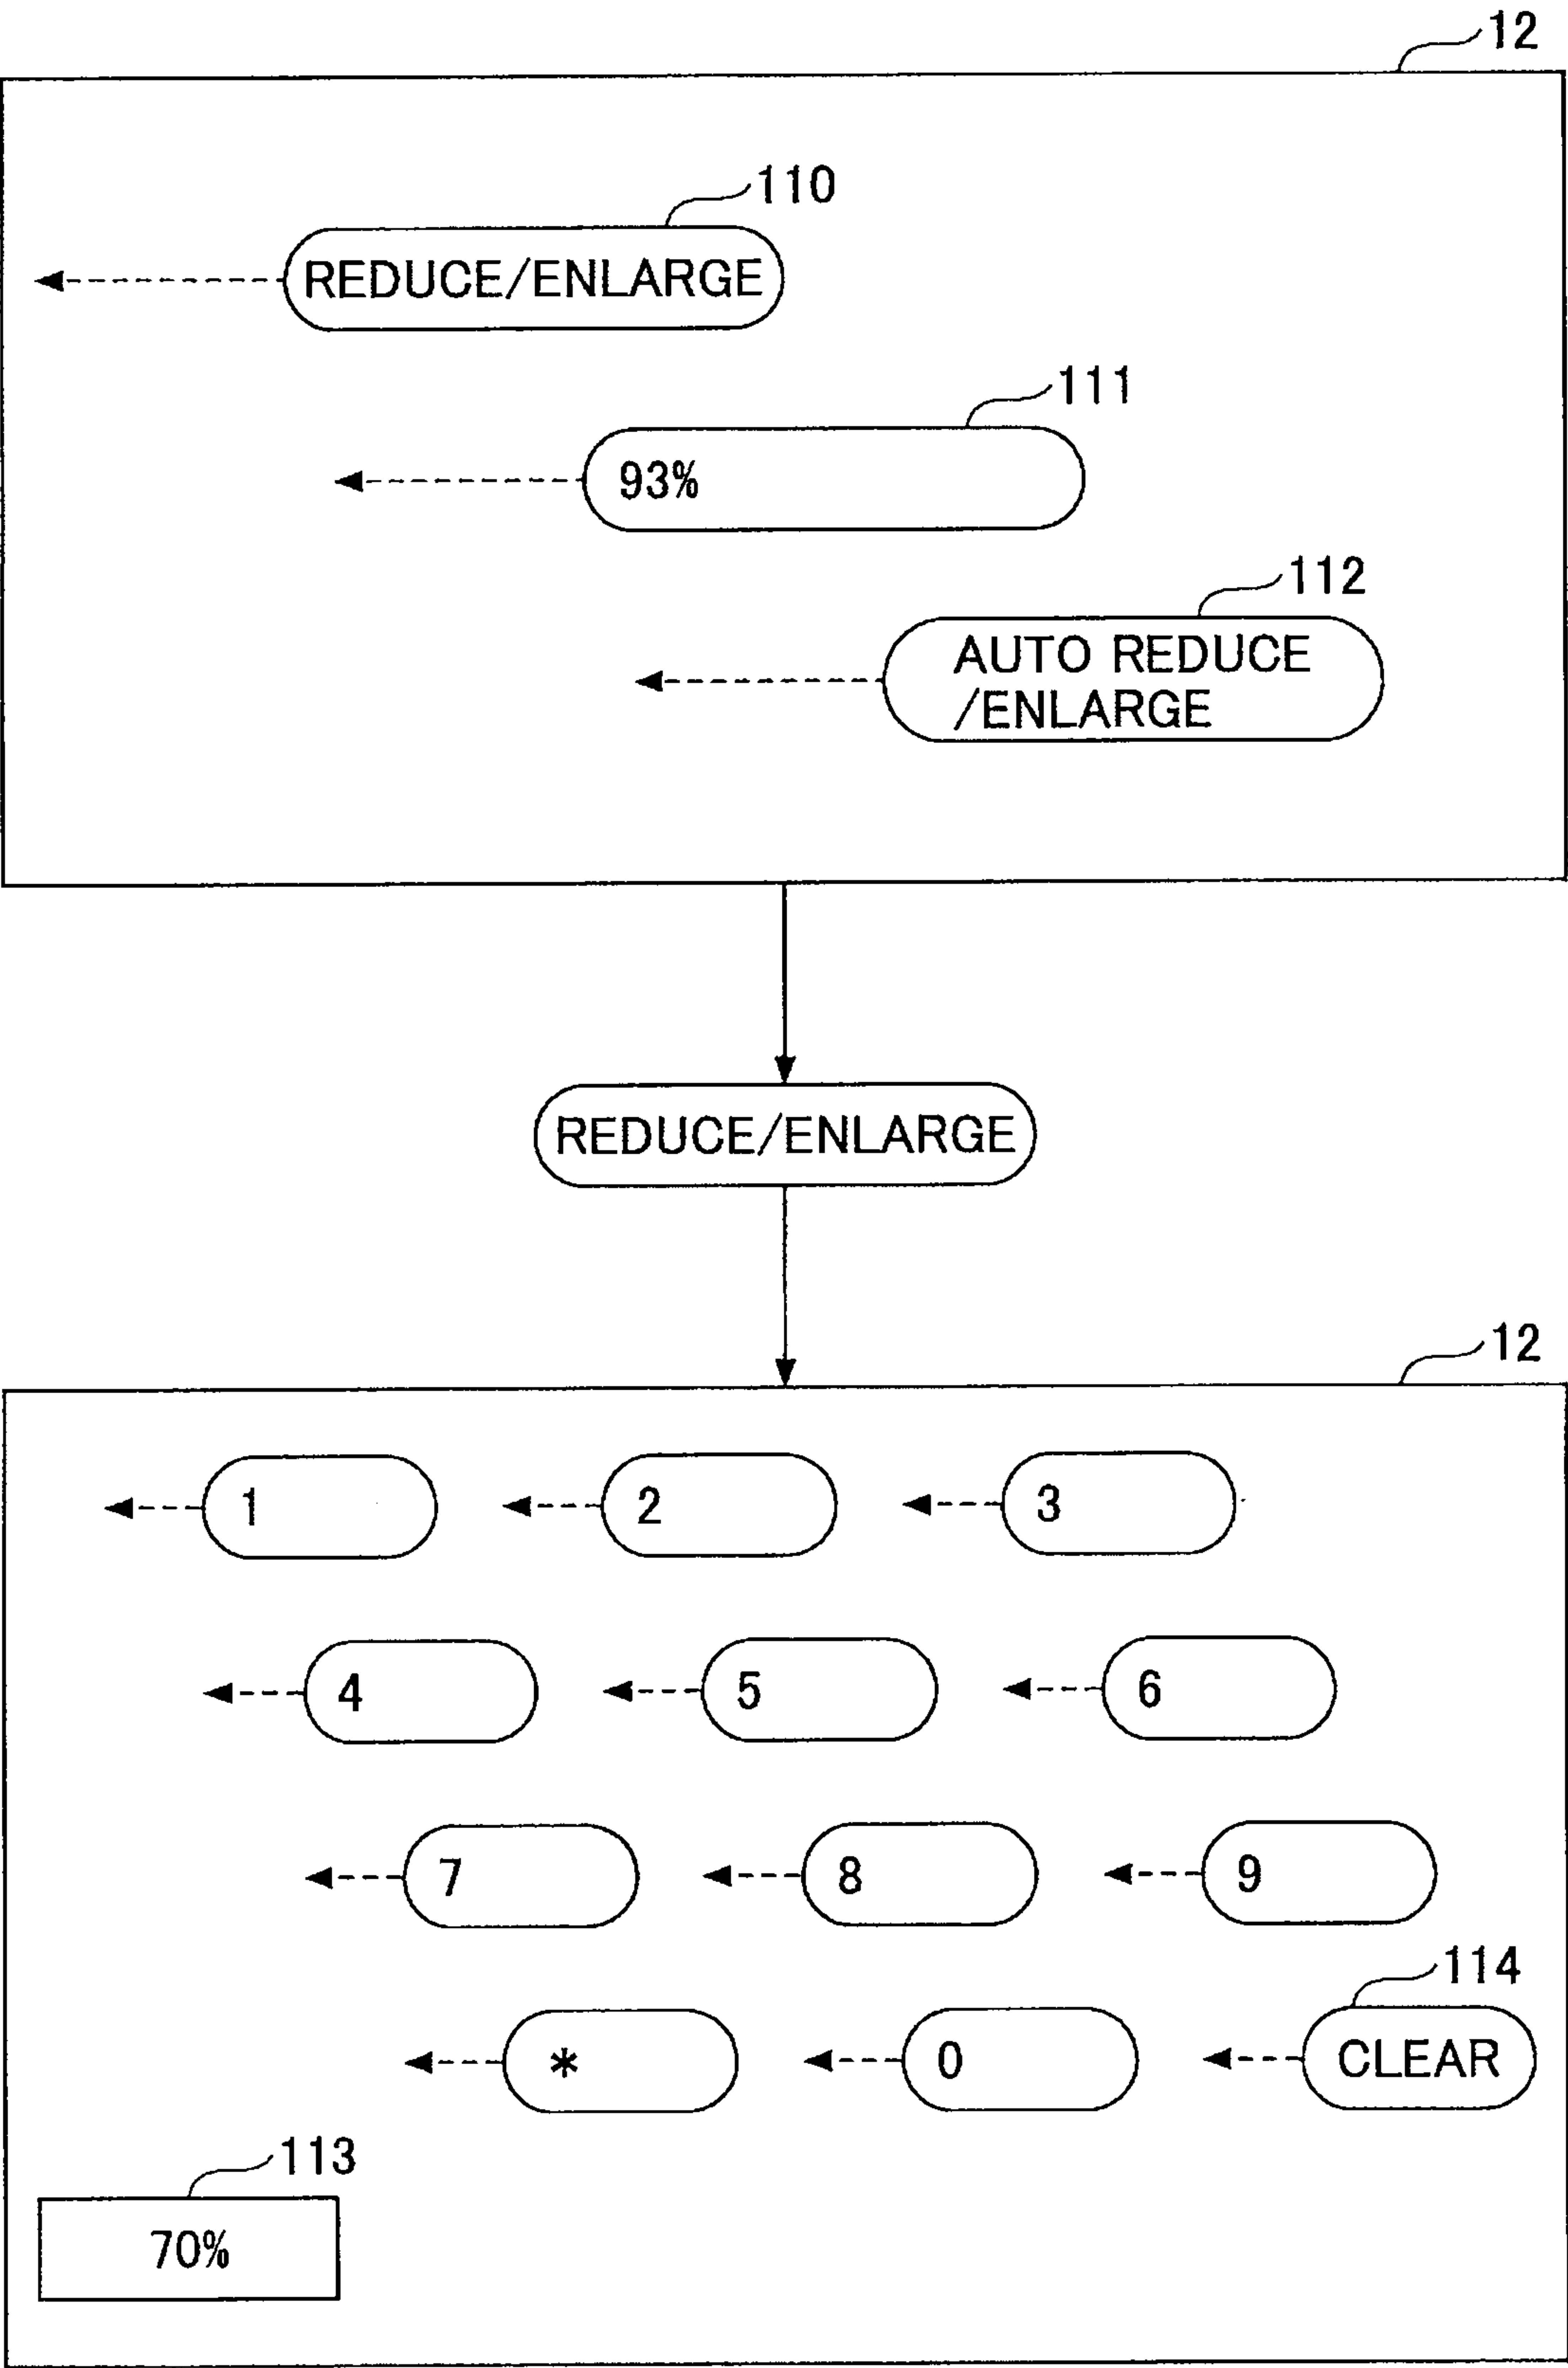 12
110
REDUCE/ENLARGE
111
93%
112
AUTO REDUCE
/ENLARGE
REDUCE/ENLARGE
12
1 2 3
4 5 6
7 8 9
114
* 0 CLEAR
113
70%